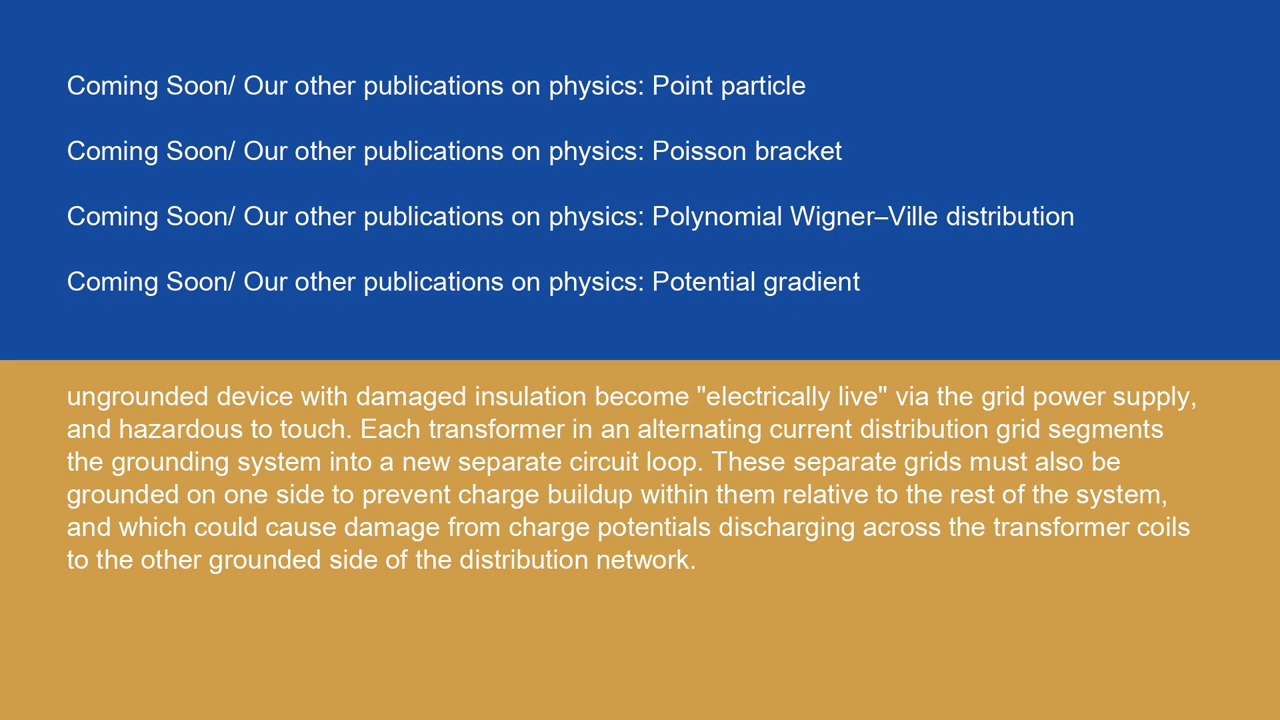 Coming Soon/ Our other publications on physics: Point particle
Coming Soon/ Our other publications on physics: Poisson bracket
Coming Soon/ Our other publications on physics: Polynomial Wigner–Ville distribution
Coming Soon/ Our other publications on physics: Potential gradient
ungrounded device with damaged insulation become "electrically live" via the grid power supply,
and hazardous to touch. Each transformer in an alternating current distribution grid segments
the grounding system into a new separate circuit loop. These separate grids must also be
grounded on one side to prevent charge buildup within them relative to the rest of the system,
and which could cause damage from charge potentials discharging across the transformer coils
to the other grounded side of the distribution network.